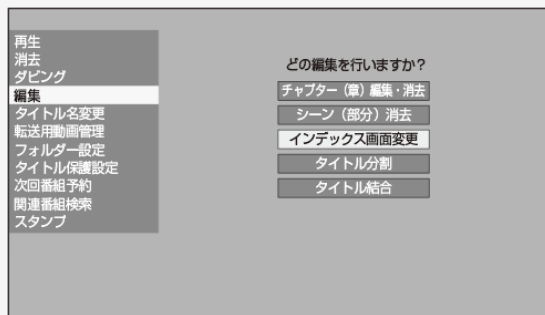 再生
消去
ダビング
編集
タイトル名変更
転送用動画管理
フォルダー設定
タイトル保護設定
次回番組予約
関連番組検索
スタンプ
どの編集を行いますか？
チャプター（章）編集・消去
シーン（部分）消去
インデックス画面変更
タイトル分割
タイトル結合